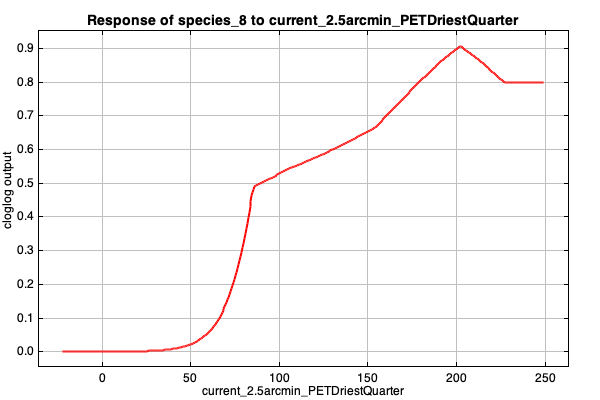 Response of species_8 to current_2.5arcmin_PETDriestQuarter
0.9
0.8
0.7
0.6
0.5
0.4
0.3
0.2
0.1
0.0
cloglog output
0 50 100 150 200 250
current_2.5arcmin_PETDriestQuarter